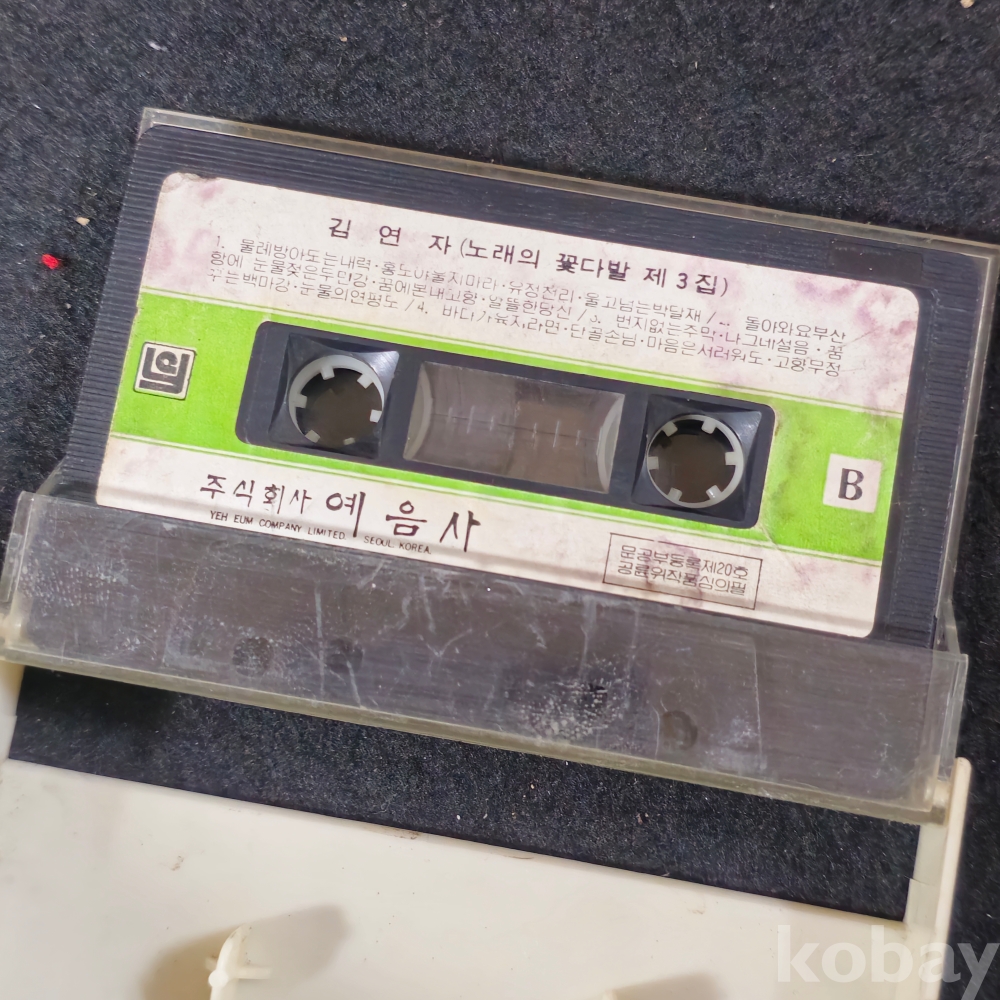 김 연 자 (노래의 꽃다발 제 3 집)
1. 물레방아도는내력·홍도야울지마라·유정천리·울고넘는박달재/2. 돌아와요부산
항에·눈물젖은두만강·꿈에본내고향·알뜰한당신/3. 번지없는주막·나그네설음·꿈
꾸는백마강·눈물의연평도/4. 바다가육지라면·단골손님·마음은서러워도·고향무정
B
주식회사 예음사
YEH EUM COMPANY LIMITED. SEOUL. KOREA.
문공부등록제20호
공륜위작품심의필
kobay